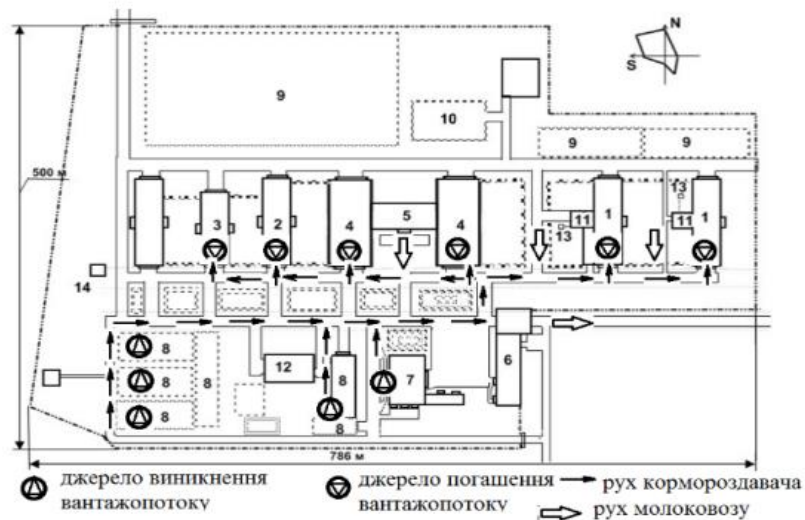 N
S
9
10
9
9
500 м
3
2
4
5
4
13
11
1
13
11
1
14
8
8
8
8
12
8
8
7
6
786 м
джерело виникнення
вантажопотоку
джерело погашення
вантажопотоку
рух кормороздавача
рух молоковозу